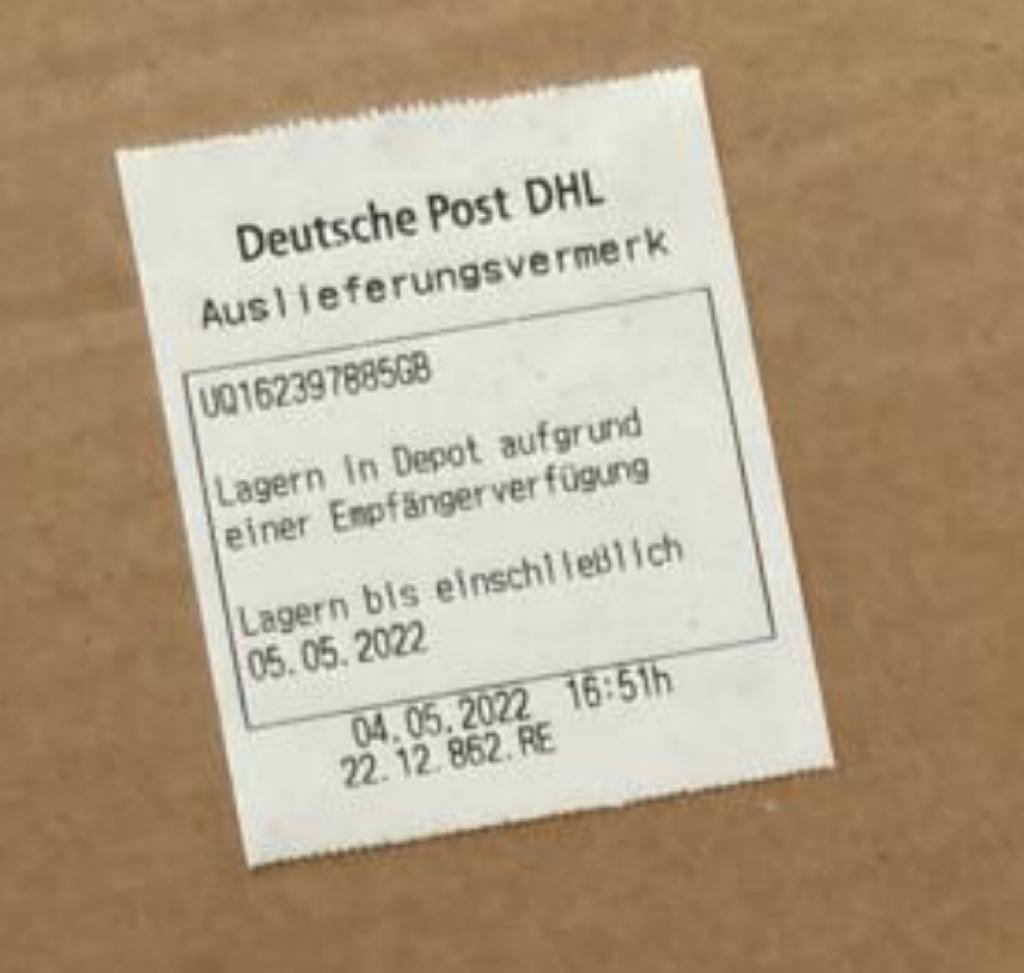 Deutsche Post DHL
Auslieferungsvermerk
UQ162397885GB
Lagern in Depot aufgrund
einer Empfängerverfügung
Lagern bis einschließlich
05.05.2022
04.05.2022 16:51h
22.12.862.RE